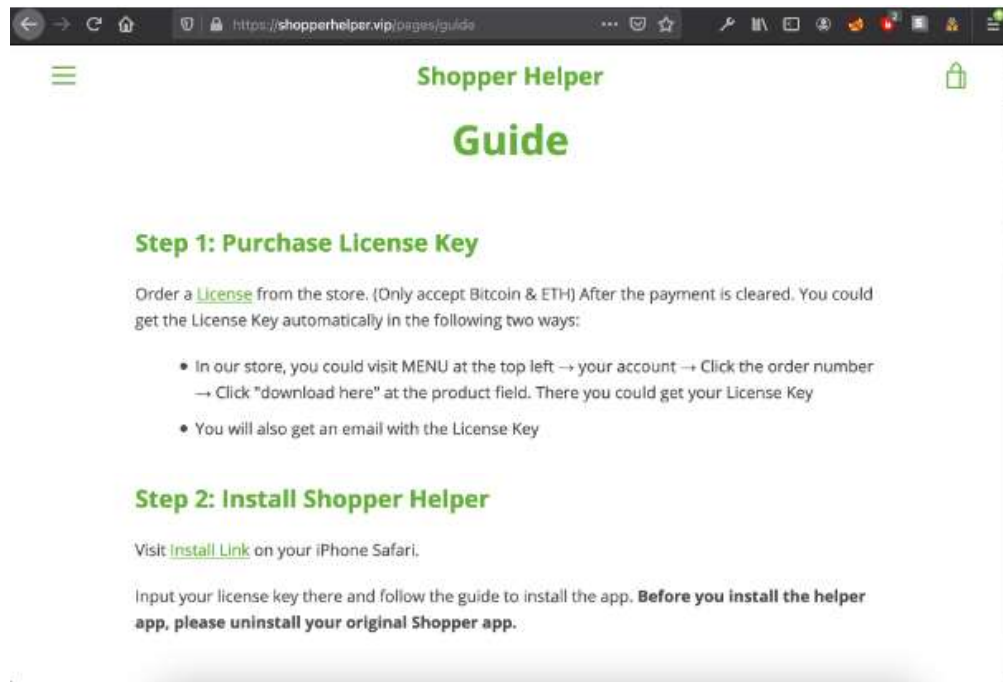 https://shopperhelper.vip/pages/guide
Shopper Helper
Guide
Step 1: Purchase License Key
Order a License from the store. (Only accept Bitcoin & ETH) After the payment is cleared. You could
get the License Key automatically in the following two ways:
• In our store, you could visit MENU at the top left → your account → Click the order number
→ Click "download here" at the product field. There you could get your License Key
• You will also get an email with the License Key
Step 2: Install Shopper Helper
Visit Install Link on your iPhone Safari.
Input your license key there and follow the guide to install the app. Before you install the helper
app, please uninstall your original Shopper app.